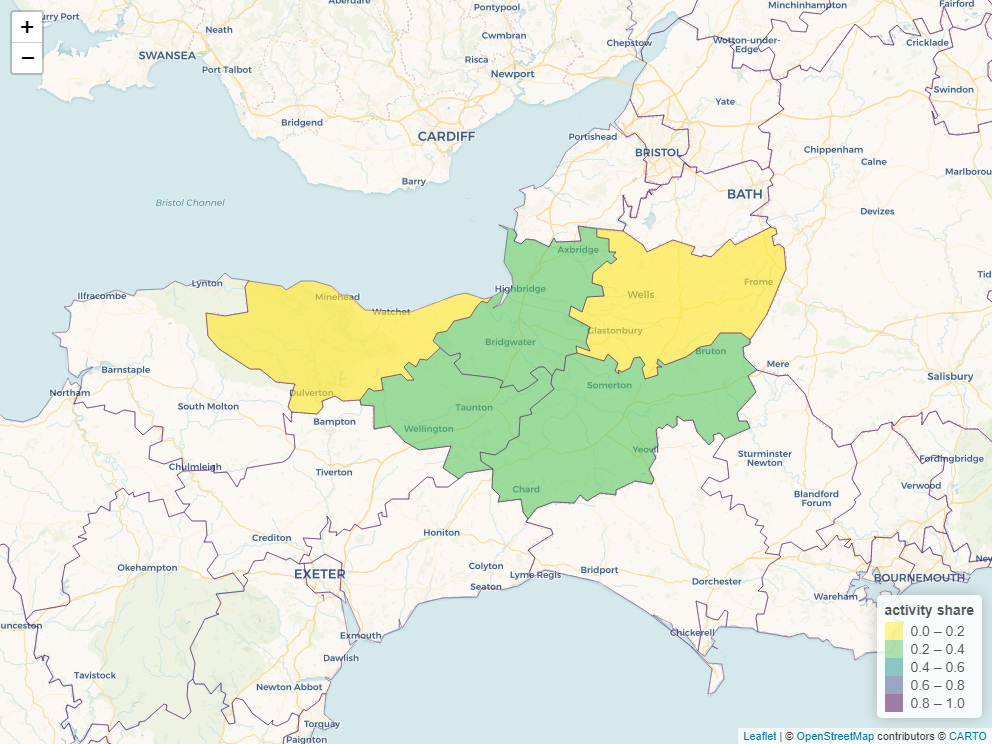 +
−
Aberdare
Pontypool
Minchinhampton
Fairford
urry Port
Neath
Cwmbran
Chepstow
Wotton-under-
Edge
Cricklade
SWANSEA
Port Talbot
Risca
Newport
Swindon
Yate
Bridgend
CARDIFF
Portishead
BRISTOL
Chippenham
Calne
Marlborou
Barry
BATH
Bristol Channel
Devizes
Axbridge
Tid
Lynton
Highbridge
Frome
Ilfracombe
Minehead
Wells
Watchet
Glastonbury
Bridgwater
Bruton
Barnstaple
Mere
Salisbury
Northam
Dulverton
Somerton
South Molton
Taunton
Bampton
Wellington
Yeovil
Sturminster
Newton
Fordingbridge
Chulmleigh
Tiverton
Verwood
Chard
Blandford
Forum
Crediton
Honiton
Okehampton
Colyton
Lyme Regis
Bridport
New
EXETER
Seaton
Dorchester
BOURNEMOUTH
Wareham
unceston
Exmouth
Chickerell
Dawlish
Tavistock
Newton Abbot
Torquay
Paignton
activity share
0.0 – 0.2
0.2 – 0.4
0.4 – 0.6
0.6 – 0.8
0.8 – 1.0
Leaflet | © OpenStreetMap contributors © CARTO